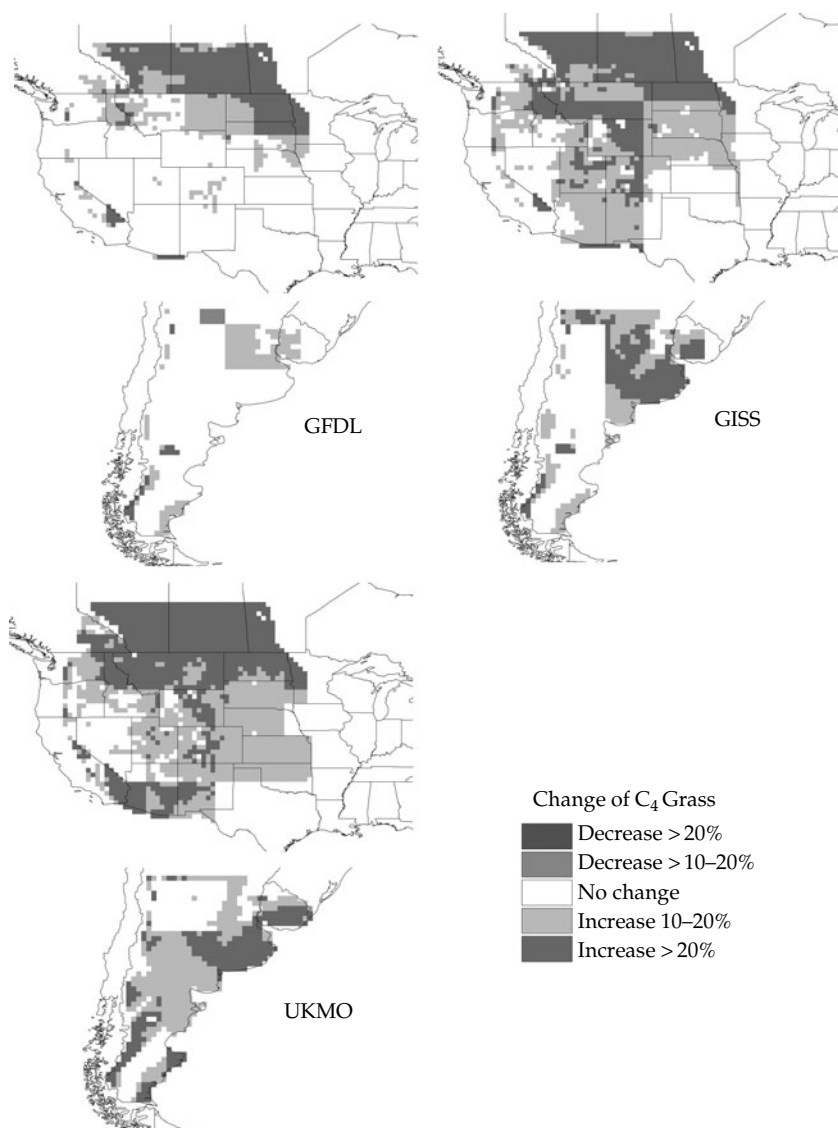 GFDL
GISS
UKMO
Change of C₄ Grass
Decrease > 20%
Decrease > 10–20%
No change
Increase 10–20%
Increase > 20%